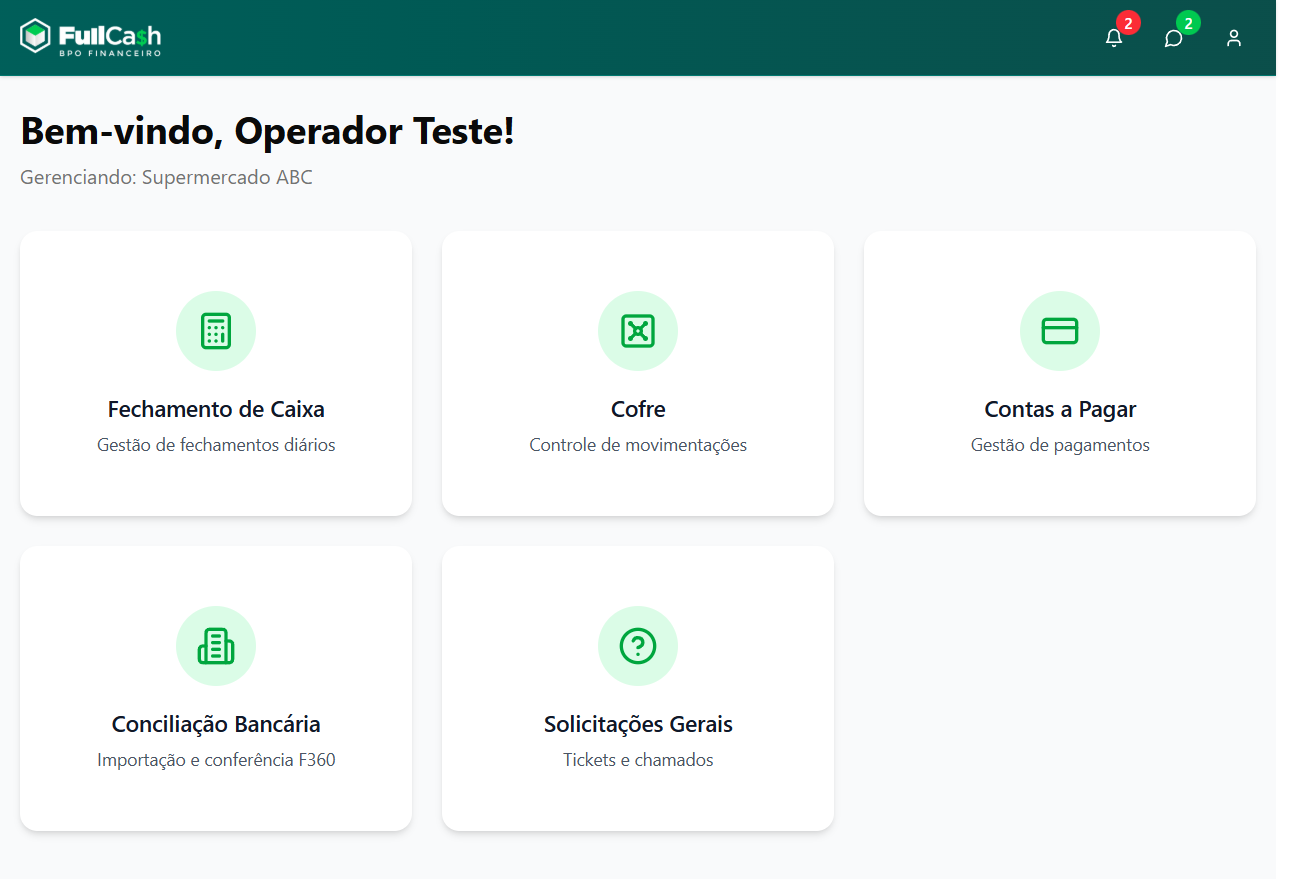 FullCa$h
BPO FINANCEIRO
2
2
Bem-vindo, Operador Teste!
Gerenciando: Supermercado ABC
Fechamento de Caixa
Gestão de fechamentos diários
Cofre
Controle de movimentações
Contas a Pagar
Gestão de pagamentos
Conciliação Bancária
Importação e conferência F360
Solicitações Gerais
Tickets e chamados